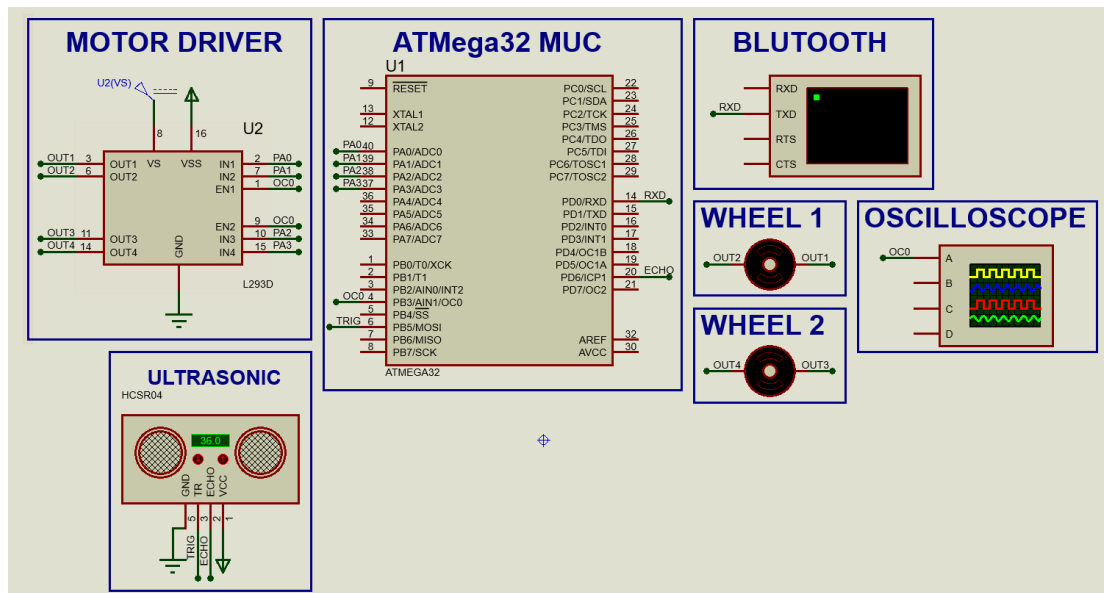 MOTOR DRIVER
U2(VS)
8
16
U2
OUT1 3 OUT1 VS VSS IN1 2 PA0
OUT2 6 OUT2 IN2 7 PA1
EN1 1 OC0
EN2 9 OC0
OUT3 11 OUT3 IN3 10 PA2
OUT4 14 OUT4 GND IN4 15 PA3
L293D
ATMega32 MUC
U1
9 RESET PC0/SCL 22
PC1/SDA 23
13 XTAL1 PC2/TCK 24
12 XTAL2 PC3/TMS 25
PC4/TDO 26
PA0 40 PA0/ADC0 PC5/TDI 27
PA1 39 PA1/ADC1 PC6/TOSC1 28
PA2 38 PA2/ADC2 PC7/TOSC2 29
PA3 37 PA3/ADC3
36 PA4/ADC4 PD0/RXD 14 RXD
35 PA5/ADC5 PD1/TXD 15
34 PA6/ADC6 PD2/INT0 16
33 PA7/ADC7 PD3/INT1 17
PD4/OC1B 18
1 PB0/T0/XCK PD5/OC1A 19
2 PB1/T1 PD6/ICP1 20 ECHO
3 PB2/AIN0/INT2 PD7/OC2 21
OC0 4 PB3/AIN1/OC0
5 PB4/SS
TRIG 6 PB5/MOSI
7 PB6/MISO AREF 32
8 PB7/SCK AVCC 30
ATMEGA32
BLUTOOTH
RXD
RXD TXD
RTS
CTS
WHEEL 1
OUT2 OUT1
WHEEL 2
OUT4 OUT3
OSCILLOSCOPE
OC0 A
B
C
D
ULTRASONIC
HCSR04
36.0
GND TR ECHO VCC
5 3 2 1
TRIG ECHO